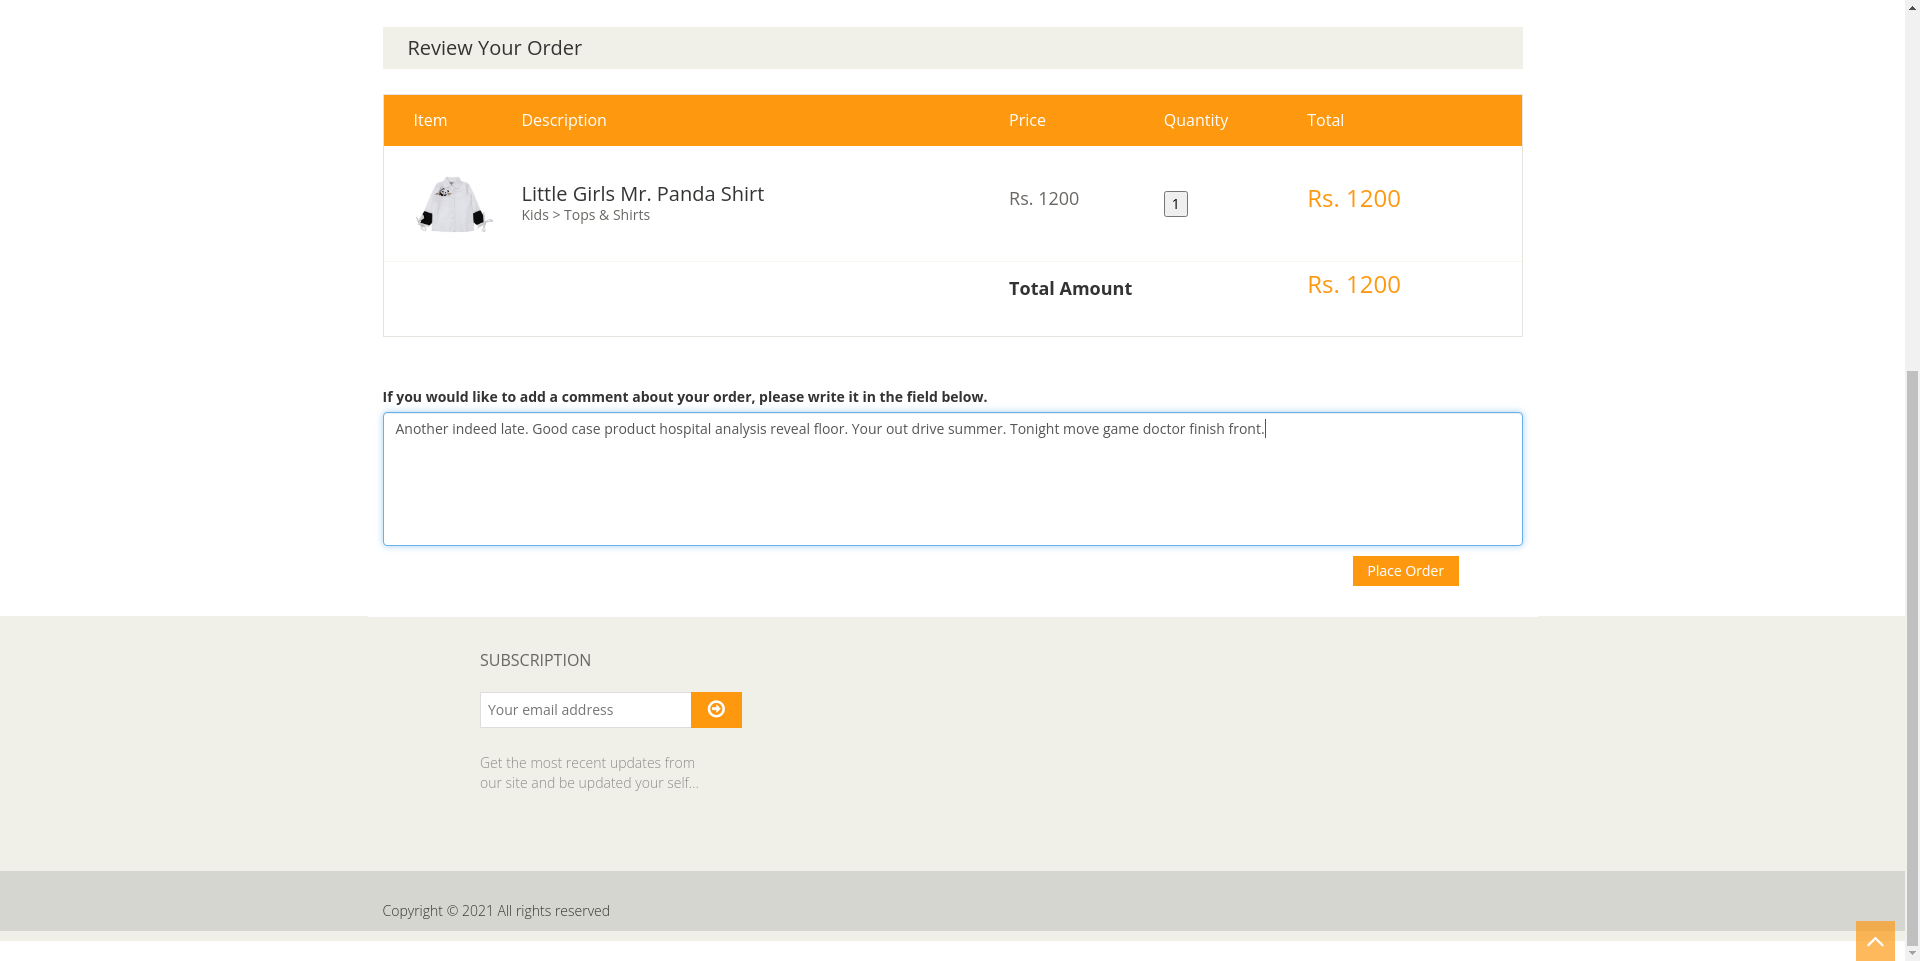 Review Your Order
Item Description Price Quantity Total
Little Girls Mr. Panda Shirt
Kids > Tops & Shirts
Rs. 1200
1
Rs. 1200
Total Amount
Rs. 1200
If you would like to add a comment about your order, please write it in the field below.
Another indeed late. Good case product hospital analysis reveal floor. Your out drive summer. Tonight move game doctor finish front.
Place Order
SUBSCRIPTION
Your email address
Get the most recent updates from
our site and be updated your self...
Copyright © 2021 All rights reserved